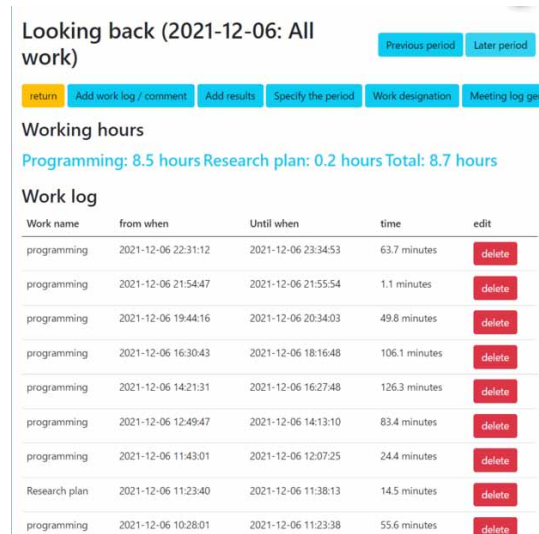 Looking back (2021-12-06: All
work)
Previous period Later period
return Add work log / comment Add results Specify the period Work designation Meeting log ge
Working hours
Programming: 8.5 hours Research plan: 0.2 hours Total: 8.7 hours
Work log
Work name from when Until when time edit
programming 2021-12-06 22:31:12 2021-12-06 23:34:53 63.7 minutes delete
programming 2021-12-06 21:54:47 2021-12-06 21:55:54 1.1 minutes delete
programming 2021-12-06 19:44:16 2021-12-06 20:34:03 49.8 minutes delete
programming 2021-12-06 16:30:43 2021-12-06 18:16:48 106.1 minutes delete
programming 2021-12-06 14:21:31 2021-12-06 16:27:48 126.3 minutes delete
programming 2021-12-06 12:49:47 2021-12-06 14:13:10 83.4 minutes delete
programming 2021-12-06 11:43:01 2021-12-06 12:07:25 24.4 minutes delete
Research plan 2021-12-06 11:23:40 2021-12-06 11:38:13 14.5 minutes delete
programming 2021-12-06 10:28:01 2021-12-06 11:23:38 55.6 minutes delete